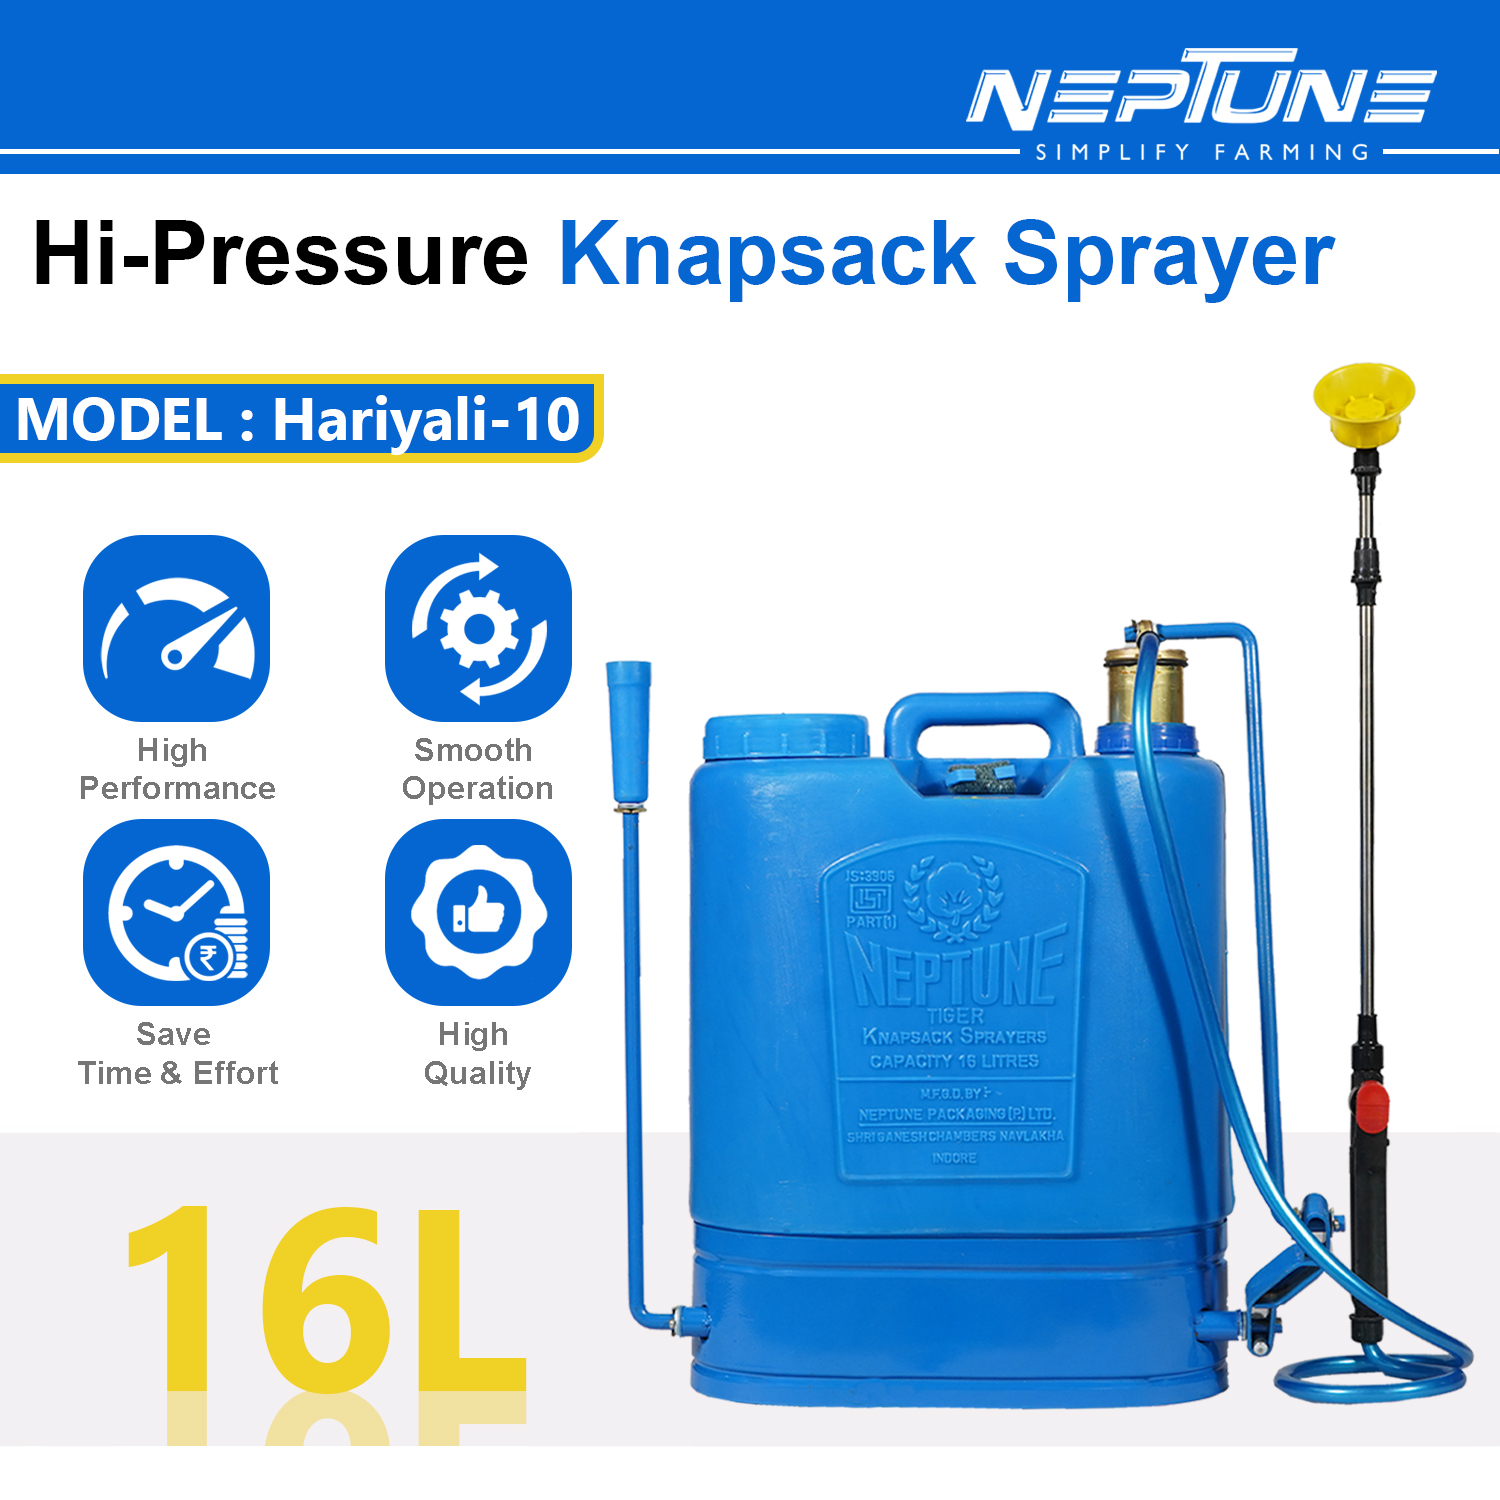 NEPTUNE
SIMPLIFY FARMING
Hi-Pressure Knapsack Sprayer
MODEL : Hariyali-10
High
Performance
Smooth
Operation
Save
Time & Effort
High
Quality
16L
IS:3906
ISI
PART(1)
NEPTUNE
TIGER
KNAPSACK SPRAYERS
CAPACITY 16 LITRES
M.F.G.D. BY :-
NEPTUNE PACKAGING (P.) LTD.
SHRI GANESH CHAMBERS NAVLAKHA
INDORE